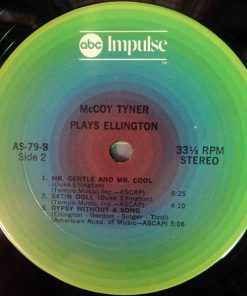 abc Impulse
TM
McCOY TYNER
PLAYS ELLINGTON
AS-79-B
Side 2
33⅓ RPM
STEREO
1. MR. GENTLE AND MR. COOL
(Duke Ellington)
(Tempo Music, Inc.—ASCAP) 6:25
2. SATIN DOLL (Duke Ellington)
(Tempo Music, Inc.—ASCAP) 4:10
3. GYPSY WITHOUT A SONG
(Ellington - Gordon - Singer - Tizol)
(American Acad. of Music—ASCAP) 5:06